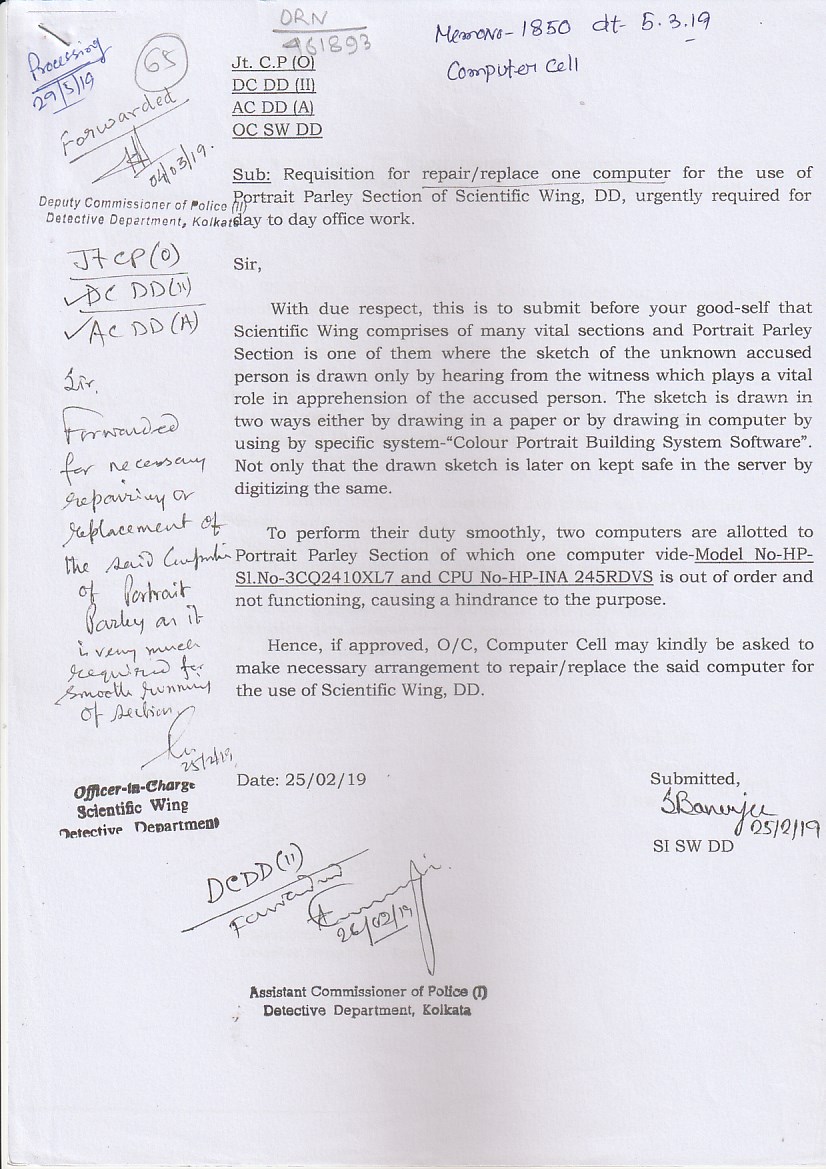 DRN
961893
Memo No- 1850 dt- 5.3.19
Computer Cell
Processing
29/3/19
65
Forwarded
04/03/19.
Deputy Commissioner of Police (II)
Detective Department, Kolkata
Jt. C.P (O)
DC DD (II)
AC DD (A)
OC SW DD
Sub: Requisition for repair/replace one computer for the use of
Portrait Parley Section of Scientific Wing, DD, urgently required for
day to day office work.
Sir,
With due respect, this is to submit before your good-self that
Scientific Wing comprises of many vital sections and Portrait Parley
Section is one of them where the sketch of the unknown accused
person is drawn only by hearing from the witness which plays a vital
role in apprehension of the accused person. The sketch is drawn in
two ways either by drawing in a paper or by drawing in computer by
using by specific system-“Colour Portrait Building System Software”.
Not only that the drawn sketch is later on kept safe in the server by
digitizing the same.
To perform their duty smoothly, two computers are allotted to
Portrait Parley Section of which one computer vide-Model No-HP-
Sl.No-3CQ2410XL7 and CPU No-HP-INA 245RDVS is out of order and
not functioning, causing a hindrance to the purpose.
Hence, if approved, O/C, Computer Cell may kindly be asked to
make necessary arrangement to repair/replace the said computer for
the use of Scientific Wing, DD.
Date: 25/02/19
Submitted,
SBanerjee
25/2/19
SI SW DD
Jt CP (O)
DC DD (II)
AC DD (A)
Sir,
Forwarded
for necessary
repairing or
replacement of
the said Computer
of Portrait
Parley as it
is very much
required for
smooth running
of section.
25/2/19
Officer-in-Charge
Scientific Wing
Detective Department
DCDD (II)
Forwarded
26/02/19
Assistant Commissioner of Police (I)
Detective Department, Kolkata